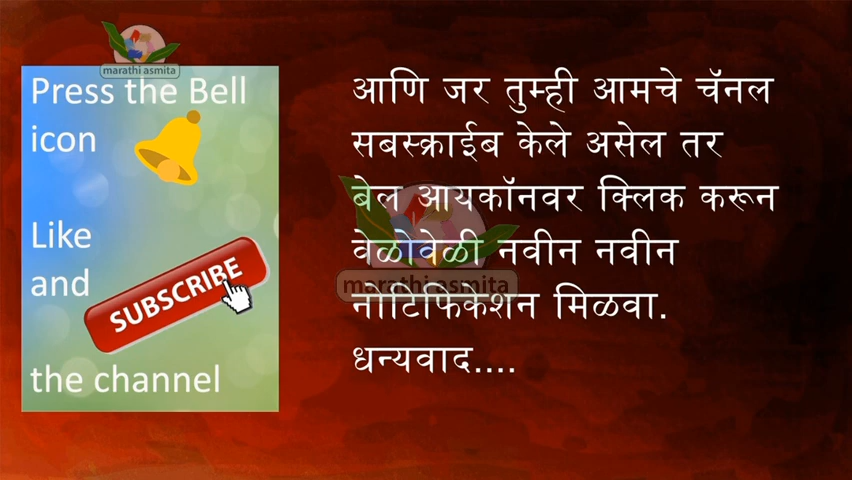 marathi asmita
Press the Bell
icon
Like
and
SUBSCRIBE
the channel
आणि जर तुम्ही आमचे चॅनल
सबस्क्राईब केले असेल तर
बेल आयकॉनवर क्लिक करून
वेळोवेळी नवीन नवीन
marathi asmita
नोटिफिकेशन मिळवा.
धन्यवाद....